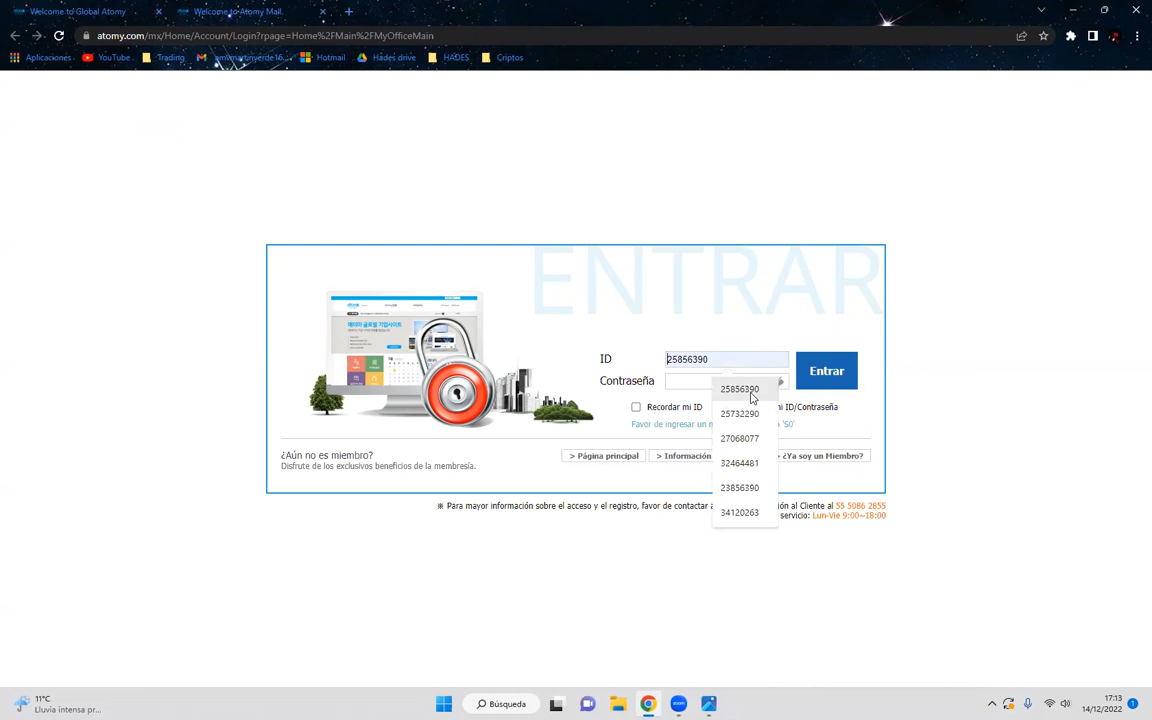 Welcome to Global Atomy
Welcome to Atomy Mall.
atomy.com/mx/Home/Account/Login?rpage=Home%2FMain%2FMyOfficeMain
Aplicaciones
YouTube
Trading
Hotmail
Hades drive
HADES
Criptos
ENTRAR
ID
25856390
Entrar
Contraseña
25856390
Recordar mi ID
mi ID/Contraseña
25732290
Favor de ingresar un
'S0'
27068077
¿Aún no es miembro?
> Página principal
> Información
32464481
> ¿Ya soy un Miembro?
Disfrute de los exclusivos beneficios de la membresía.
23856390
※ Para mayor información sobre el acceso y el registro, favor de contactar a
ión al Cliente al 55 5086 2855
34120263
servicio: Lun-Vie 9:00~18:00
11°C
Lluvia intensa pr...
Búsqueda
zoom
17:13
14/12/2022
1